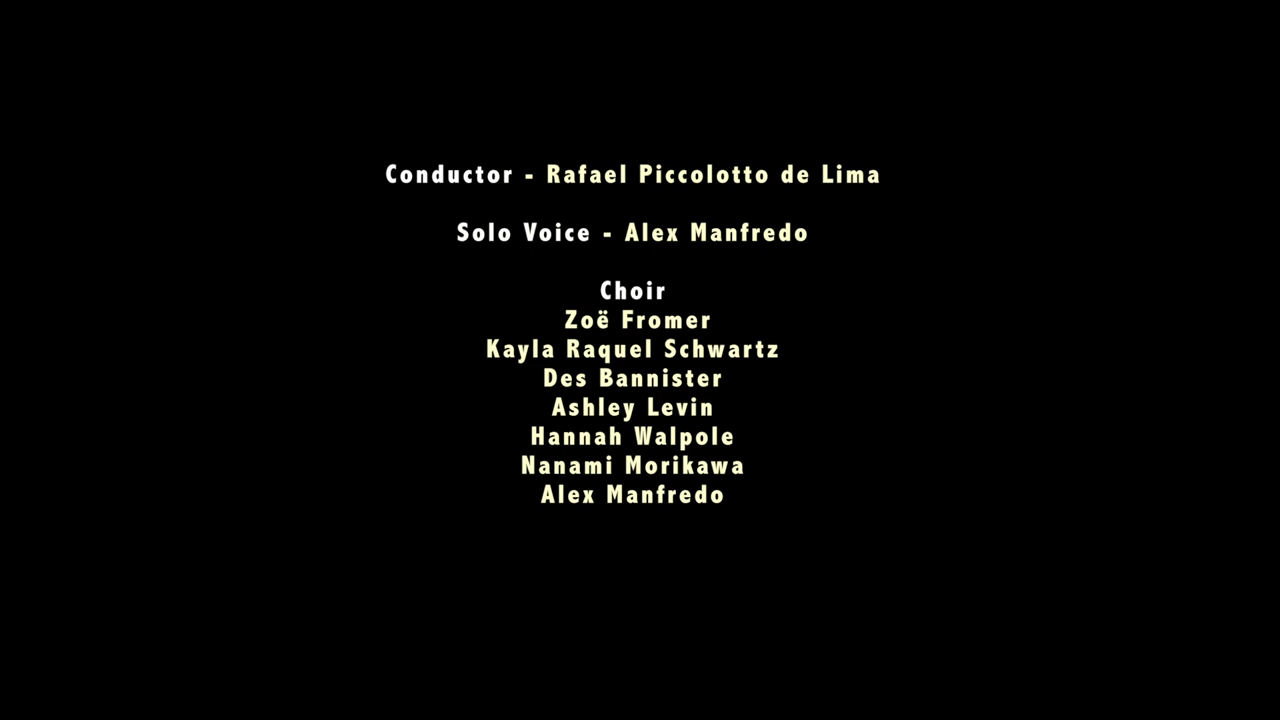 Conductor - Rafael Piccolotto de Lima
Solo Voice - Alex Manfredo
Choir
Zoë Fromer
Kayla Raquel Schwartz
Des Bannister
Ashley Levin
Hannah Walpole
Nanami Morikawa
Alex Manfredo